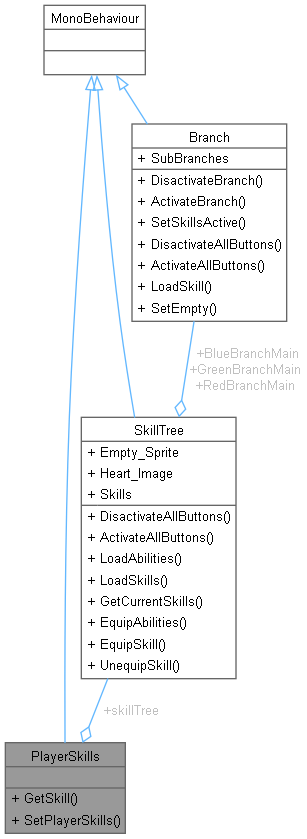 MonoBehaviour
Branch
+ SubBranches
+ DisactivateBranch()
+ ActivateBranch()
+ SetSkillsActive()
+ DisactivateAllButtons()
+ ActivateAllButtons()
+ LoadSkill()
+ SetEmpty()
+BlueBranchMain
+GreenBranchMain
+RedBranchMain
SkillTree
+ Empty_Sprite
+ Heart_Image
+ Skills
+ DisactivateAllButtons()
+ ActivateAllButtons()
+ LoadAbilities()
+ LoadSkills()
+ GetCurrentSkills()
+ EquipAbilities()
+ EquipSkill()
+ UnequipSkill()
+skillTree
PlayerSkills
+ GetSkill()
+ SetPlayerSkills()